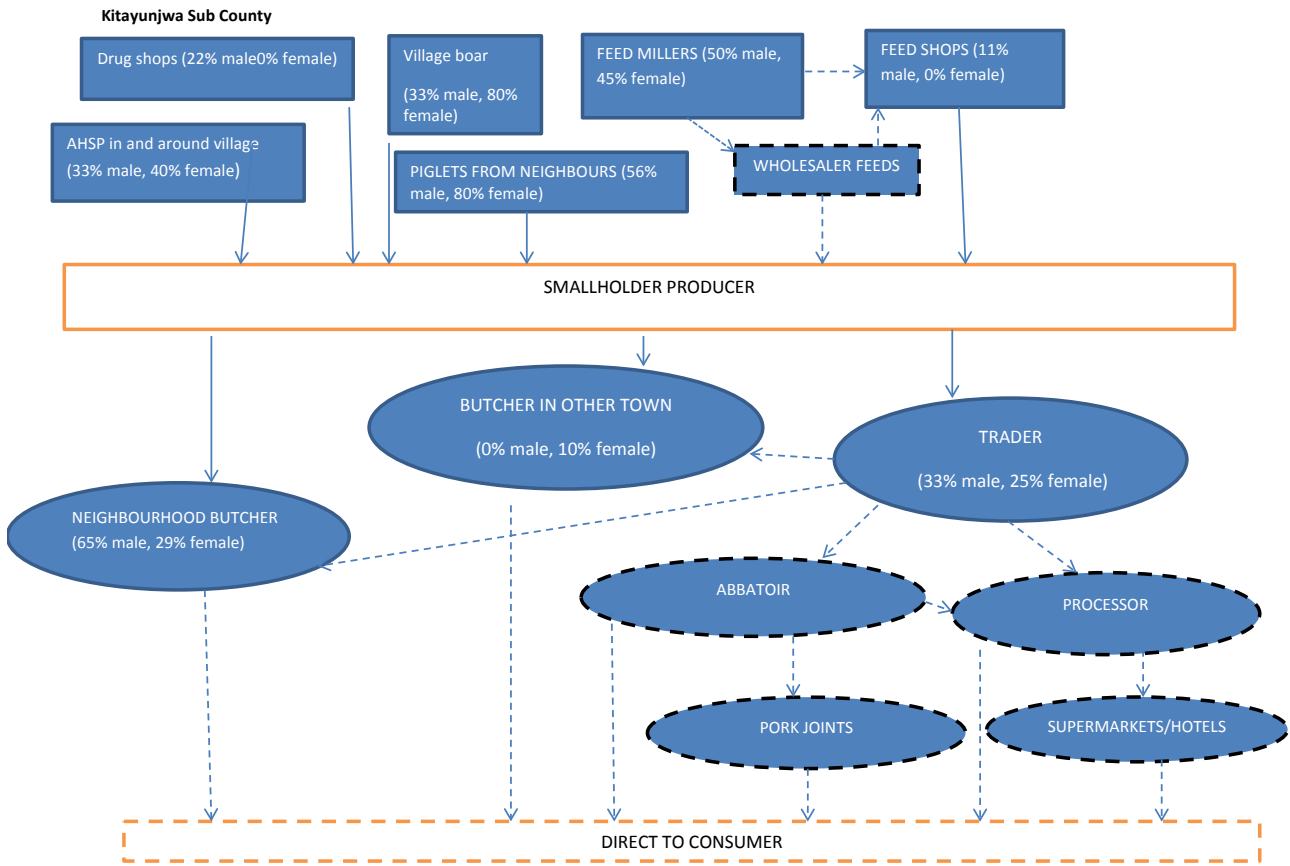 Kitayunjwa Sub County
Drug shops (22% male0% female)
Village boar
(33% male, 80%
female)
FEED MILLERS (50% male,
45% female)
FEED SHOPS (11%
male, 0% female)
AHSP in and around village
(33% male, 40% female)
PIGLETS FROM NEIGHBOURS (56%
male, 80% female)
WHOLESALER FEEDS
SMALLHOLDER PRODUCER
BUTCHER IN OTHER TOWN
(0% male, 10% female)
TRADER
(33% male, 25% female)
NEIGHBOURHOOD BUTCHER
(65% male, 29% female)
ABBATOIR
PROCESSOR
PORK JOINTS
SUPERMARKETS/HOTELS
DIRECT TO CONSUMER